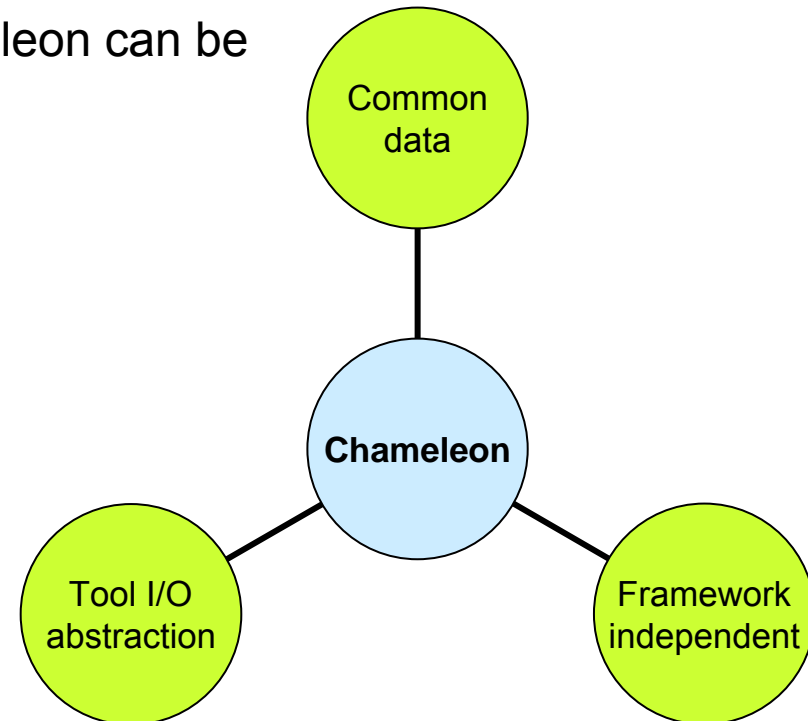 leon can be
Common
data
Chameleon
Tool I/O
abstraction
Framework
independent